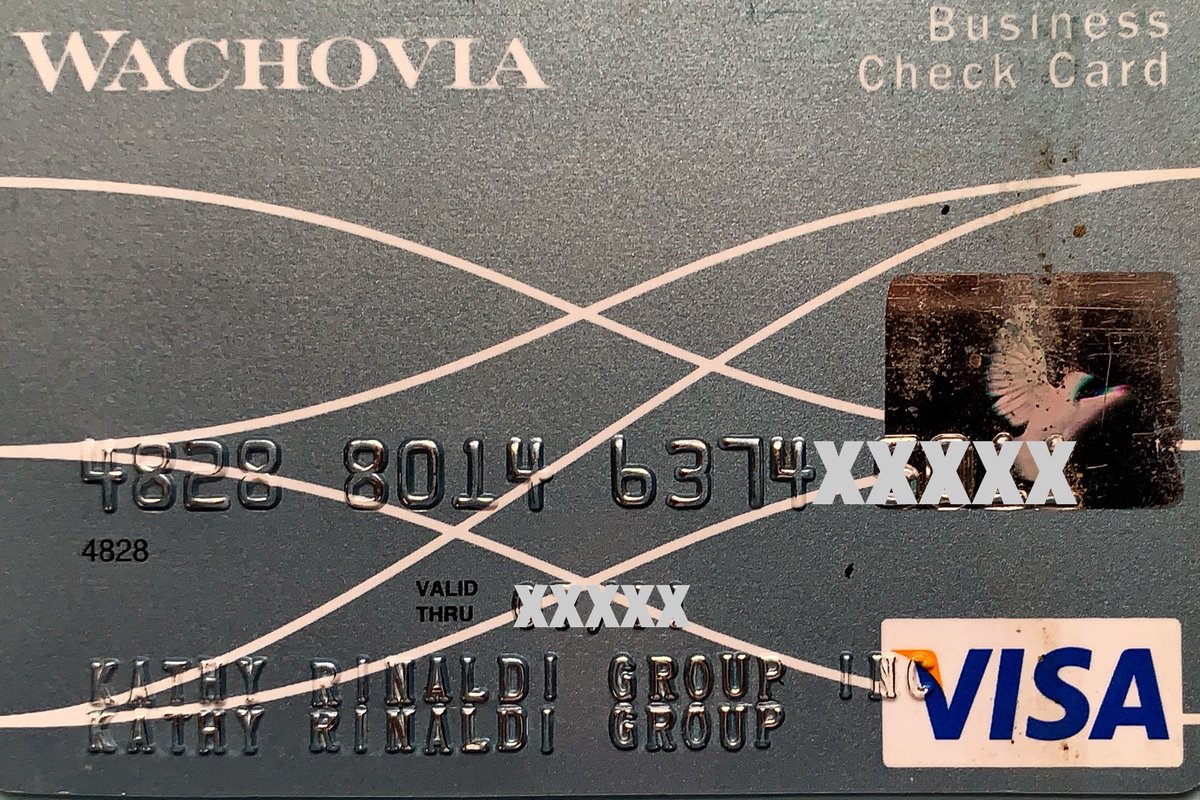 WACHOVIA
Business
Check Card
4828 8014 6374XXXXX
4828
VALID
THRU XXXXX
KATHY RINALDI GROUP INC
KATHY RINALDI GROUP
VISA